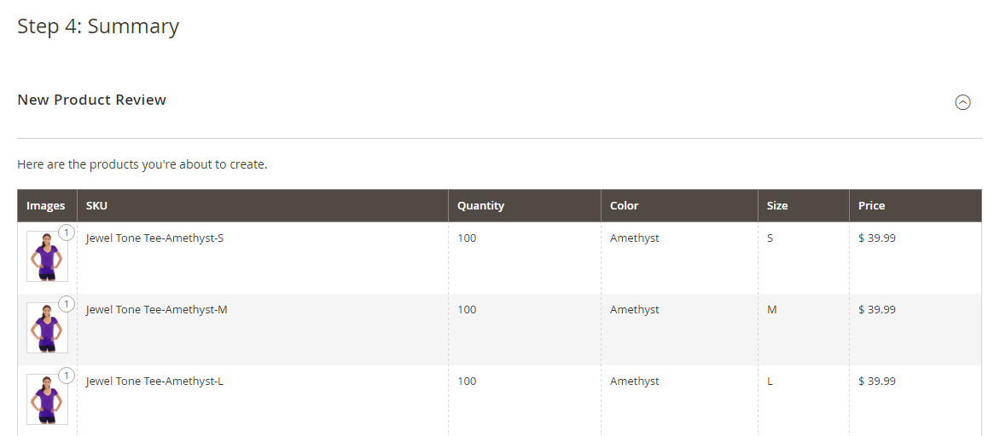 Step 4: Summary
New Product Review
Here are the products you're about to create.
Images SKU Quantity Color Size Price
1 Jewel Tone Tee-Amethyst-S 100 Amethyst S $ 39.99
1 Jewel Tone Tee-Amethyst-M 100 Amethyst M $ 39.99
1 Jewel Tone Tee-Amethyst-L 100 Amethyst L $ 39.99